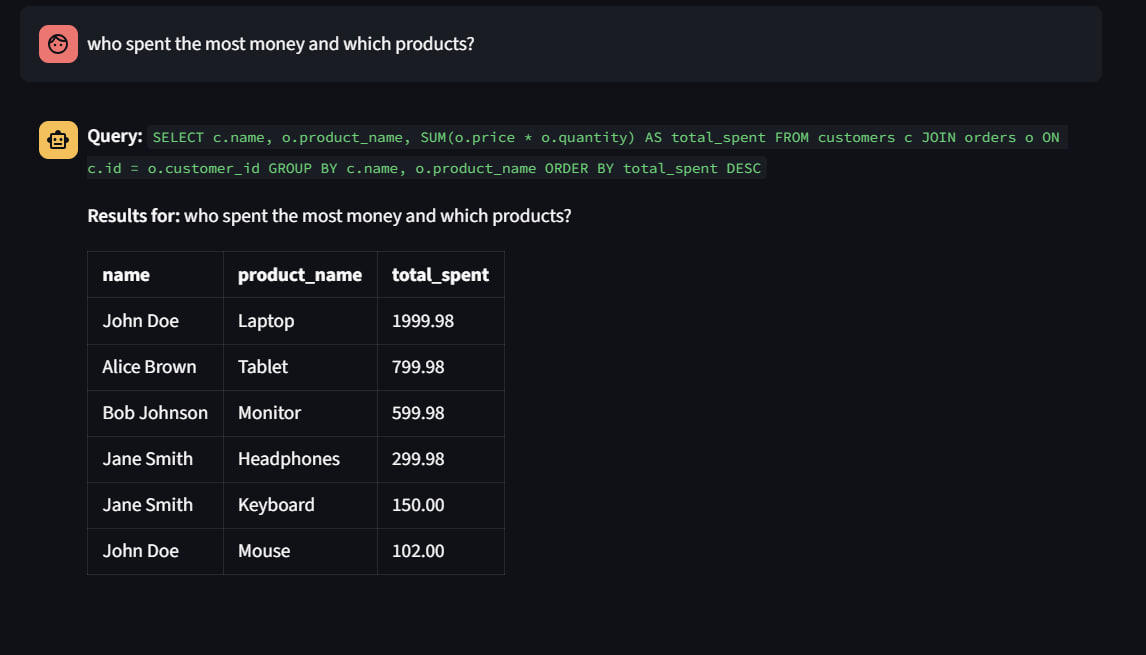 who spent the most money and which products?
Query: SELECT c.name, o.product_name, SUM(o.price * o.quantity) AS total_spent FROM customers c JOIN orders o ON
c.id = o.customer_id GROUP BY c.name, o.product_name ORDER BY total_spent DESC
Results for: who spent the most money and which products?
name product_name total_spent
John Doe Laptop 1999.98
Alice Brown Tablet 799.98
Bob Johnson Monitor 599.98
Jane Smith Headphones 299.98
Jane Smith Keyboard 150.00
John Doe Mouse 102.00